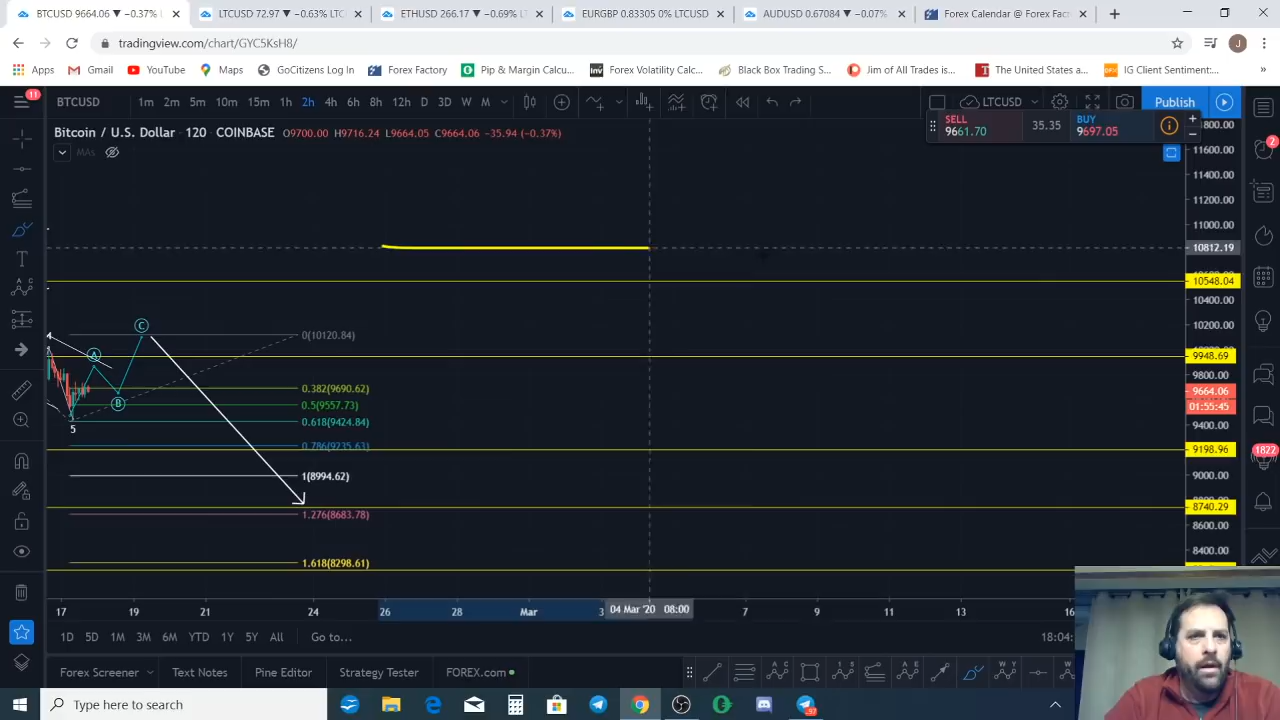 BTCUSD 9664.06 ▼ −0.37%
LTCUSD 72.97 ▼ −0.63% LTCUSD
ETHUSD 266.17 ▼ −0.69% LTCUSD
EURGBP 0.83305 0% LTCUSD
AUDUSD 0.67084 ▼ −0.07%
Forex Calendar @ Forex Fac
tradingview.com/chart/GYC5KsH8/
J
Apps
Gmail
YouTube
Maps
GoCitizens Log In
Forex Factory
Pip & Margin Calcu...
Forex Volatility Calc...
Black Box Trading S...
Jim of All Trades is...
The United States a...
IG Client Sentiment:...
11
BTCUSD
1m 2m 5m 10m 15m 1h 2h 4h 6h 8h 12h D 3D W M
LTCUSD
Publish
Bitcoin / U.S. Dollar 120 COINBASE O9700.00 H9716.24 L9664.05 C9664.06 −35.94 (−0.37%)
SELL
9661.70
35.35
BUY
9697.05
MAs
2
11600.00
11400.00
11200.00
11000.00
10812.19
10548.04
10400.00
10200.00
9948.69
9800.00
9664.06
01:55:45
9400.00
9198.96
9000.00
8740.29
8600.00
8400.00
1822
4
A
B
C
5
0(10120.84)
0.382(9690.62)
0.5(9557.73)
0.618(9424.84)
0.786(9235.63)
1(8994.62)
1.276(8683.78)
1.618(8298.61)
17 21 24 26 28 Mar 3 04 Mar '20 08:00 7 9 11 13 16
1D 5D 1M 3M 6M YTD 1Y 5Y All Go to...
18:04:
Forex Screener
Text Notes
Pine Editor
Strategy Tester
FOREX.com
Type here to search
97